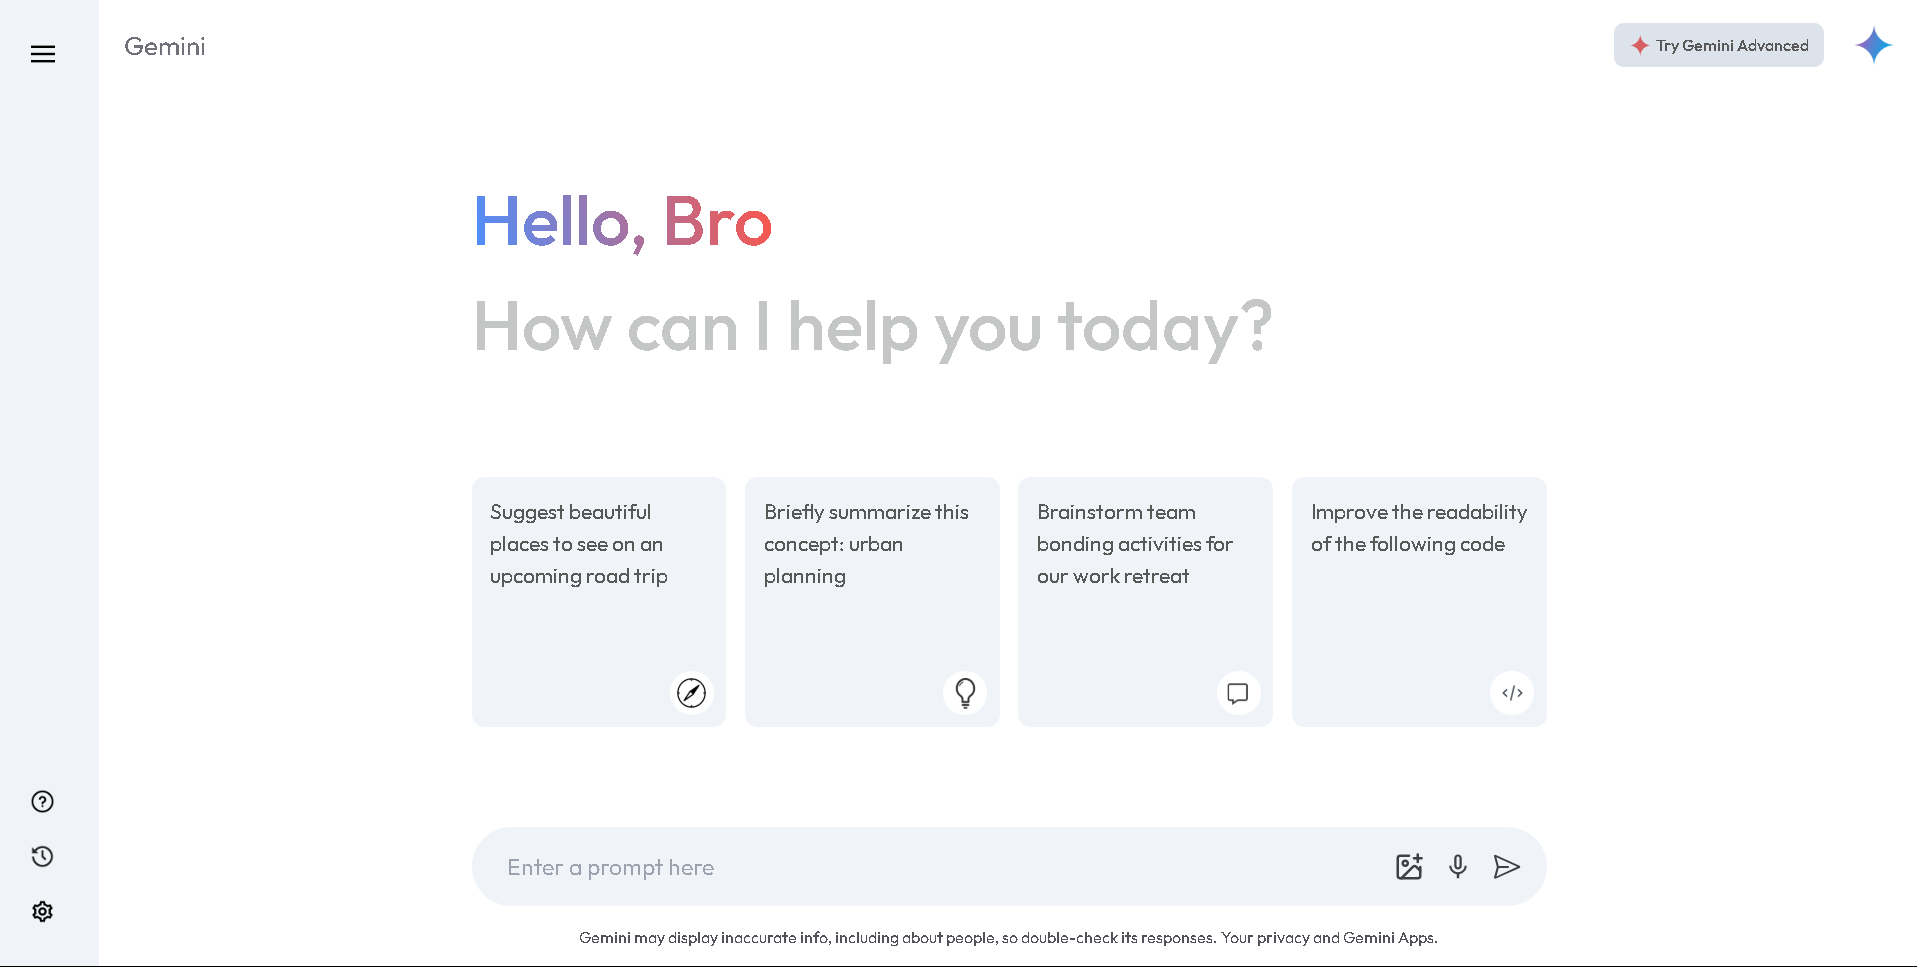 Gemini
Try Gemini Advanced
Hello, Bro
How can I help you today?
Suggest beautiful
places to see on an
upcoming road trip
Briefly summarize this
concept: urban
planning
Brainstorm team
bonding activities for
our work retreat
Improve the readability
of the following code
Enter a prompt here
Gemini may display inaccurate info, including about people, so double-check its responses. Your privacy and Gemini Apps.